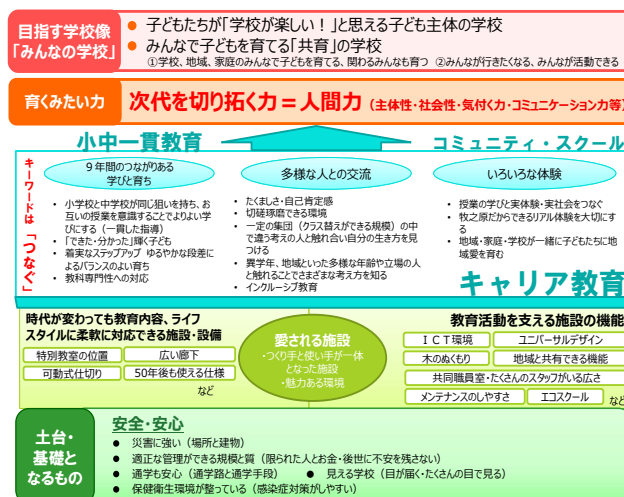 目指す学校像
「みんなの学校」
● 子どもたちが「学校が楽しい！」と思える子ども主体の学校
● みんなで子どもを育てる「共育」の学校
①学校、地域、家庭のみんなで子どもを育てる、関わるみんなも育つ ②みんなが行きたくなる、みんなが活動できる
育くみたい力
次代を切り拓く力＝人間力（主体性・社会性・気付く力・コミュニケーション力等）
小中一貫教育
コミュニティ・スクール
キーワードは「つなぐ」
９年間のつながりある
学びと育ち
• 小学校と中学校が同じ狙いを持ち、お
互いの授業を意識することでよりよい学
びにする（一貫した指導）
• 「できた・分かった」輝く子ども
• 着実なステップアップ ゆるやかな段差に
よるバランスのよい育ち
• 教科専門性への対応
多様な人との交流
• たくましさ・自己肯定感
• 切磋琢磨できる環境
• 一定の集団（クラス替えができる規模）の中
で違う考えの人と触れ合い自分の生き方を見
つける
• 異学年、地域といった多様な年齢や立場の人
と触れることでさまざまな考え方を知る
• インクルーシブ教育
いろいろな体験
• 授業の学びと実体験・実社会をつなぐ
• 牧之原だからできるリアル体験を大切にす
る
• 地域・家庭・学校が一緒に子どもたちに地
域愛を育む
キャリア教育
時代が変わっても教育内容、ライフ
スタイルに柔軟に対応できる施設・設備
特別教室の位置
広い廊下
可動式仕切り
50年後も使える仕様
など
愛される施設
・つくり手と使い手が一体
となった施設
・魅力ある環境
教育活動を支える施設の機能
ＩＣＴ環境
ユニバーサルデザイン
木のぬくもり
地域と共有できる機能
共同職員室・たくさんのスタッフがいる広さ
メンテナンスのしやすさ
エコスクール
など
土台・
基礎と
なるもの
安全・安心
● 災害に強い（場所と建物）
● 適正な管理ができる規模と質（限られた人とお金・後世に不安を残さない）
● 通学も安心（通学路と通学手段） ● 見える学校（目が届く・たくさんの目で見る）
● 保健衛生環境が整っている（感染症対策がしやすい）